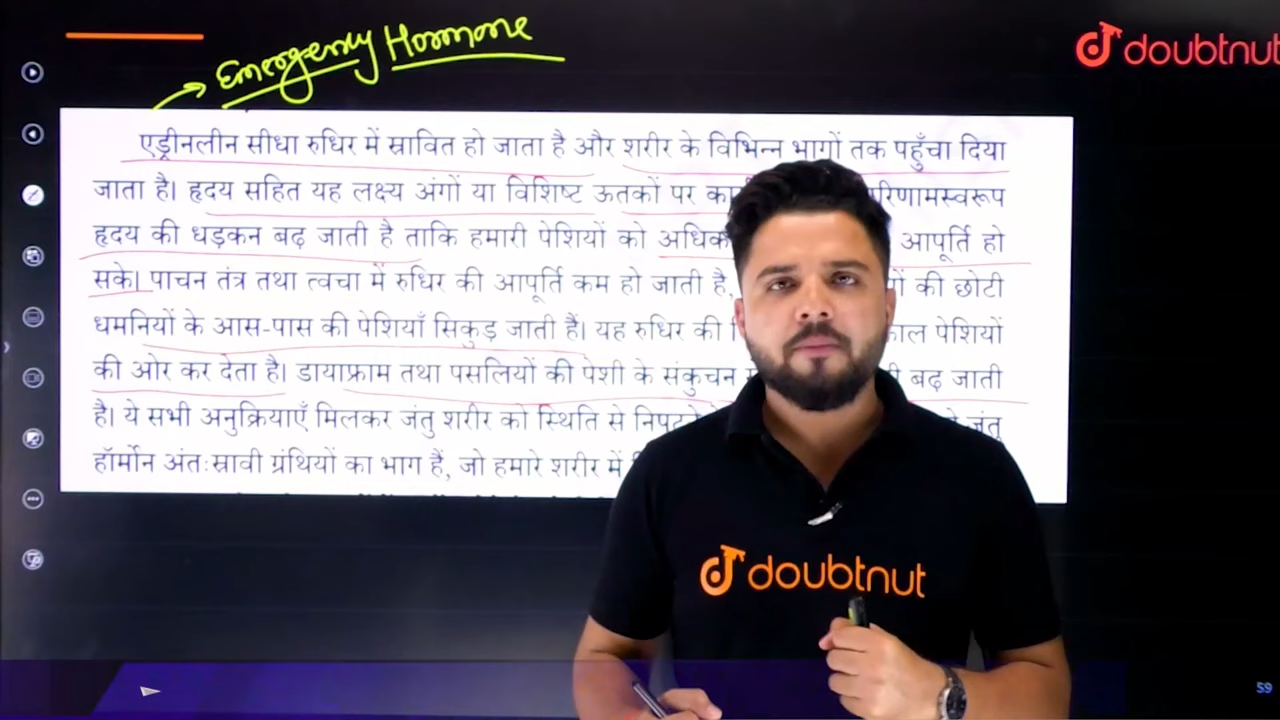 Emergency Hormone
doubtnut
एड्रीनलीन सीधा रुधिर में स्रावित हो जाता है और शरीर के विभिन्न भागों तक पहुँचा दिया
जाता है। हृदय सहित यह लक्ष्य अंगों या विशिष्ट ऊतकों पर
हृदय की धड़कन बढ़ जाती है ताकि हमारी पेशियों को अधिक आपूर्ति हो
सके। पाचन तंत्र तथा त्वचा में रुधिर की आपूर्ति कम हो जाती है, की छोटी
धमनियों के आस-पास की पेशियाँ सिकुड़ जाती हैं। यह रुधिर की पेशियों
की ओर कर देता है। डायाफ्राम तथा पसलियों की पेशी के संकुचन बढ़ जाती
है। ये सभी अनुक्रियाएँ मिलकर जंतु शरीर को स्थिति से जंतु
हॉर्मोन अंतःस्रावी ग्रंथियों का भाग हैं, जो हमारे शरीर में
doubtnut
59